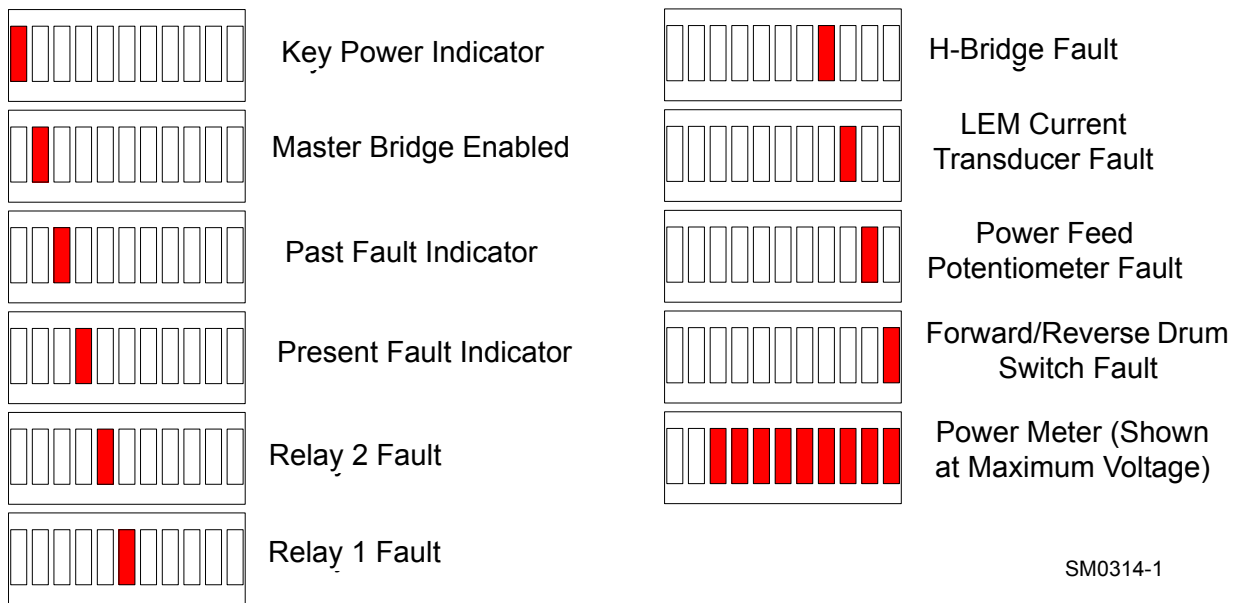 Key Power Indicator
Master Bridge Enabled
Past Fault Indicator
Present Fault Indicator
Relay 2 Fault
Relay 1 Fault
H-Bridge Fault
LEM Current
Transducer Fault
Power Feed
Potentiometer Fault
Forward/Reverse Drum
Switch Fault
Power Meter (Shown
at Maximum Voltage)
SM0314-1